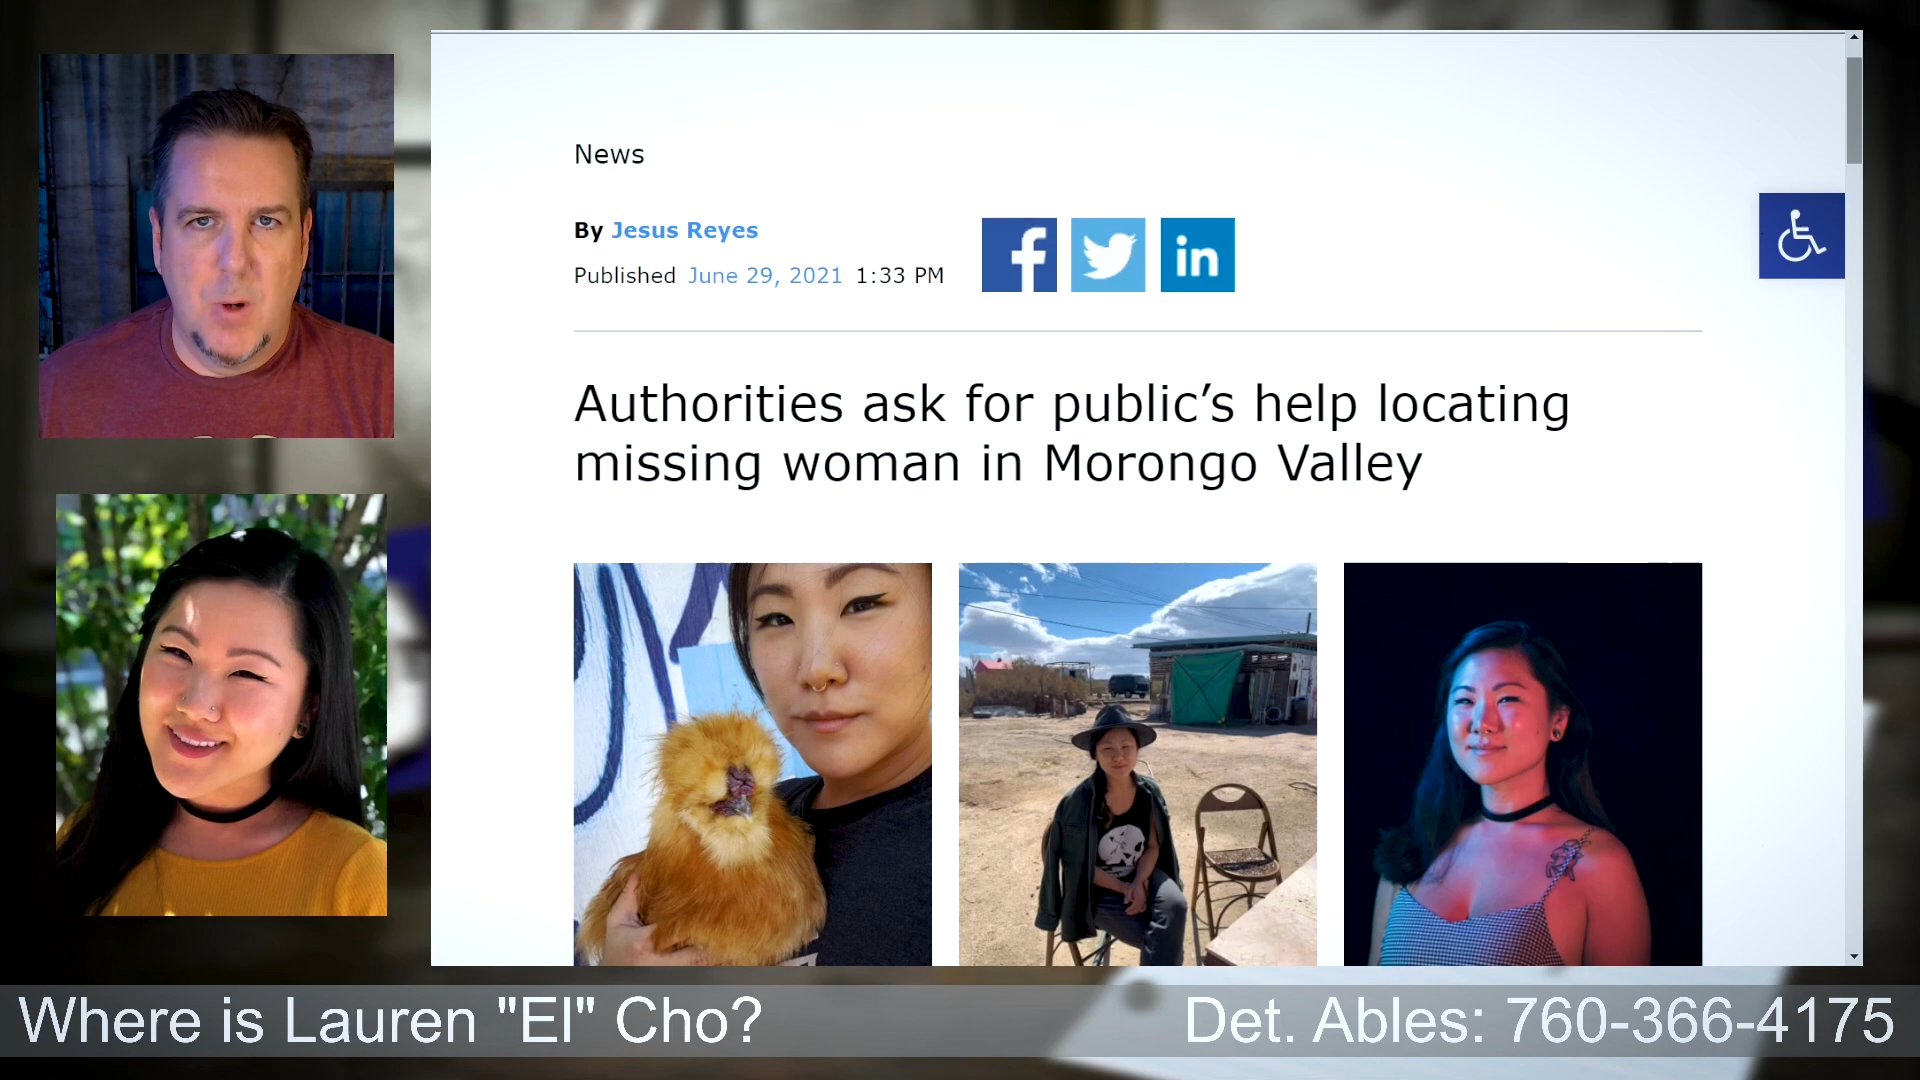 News
By Jesus Reyes
Published June 29, 2021 1:33 PM
f
in
Authorities ask for public’s help locating
missing woman in Morongo Valley
Where is Lauren "El" Cho?
Det. Ables: 760-366-4175